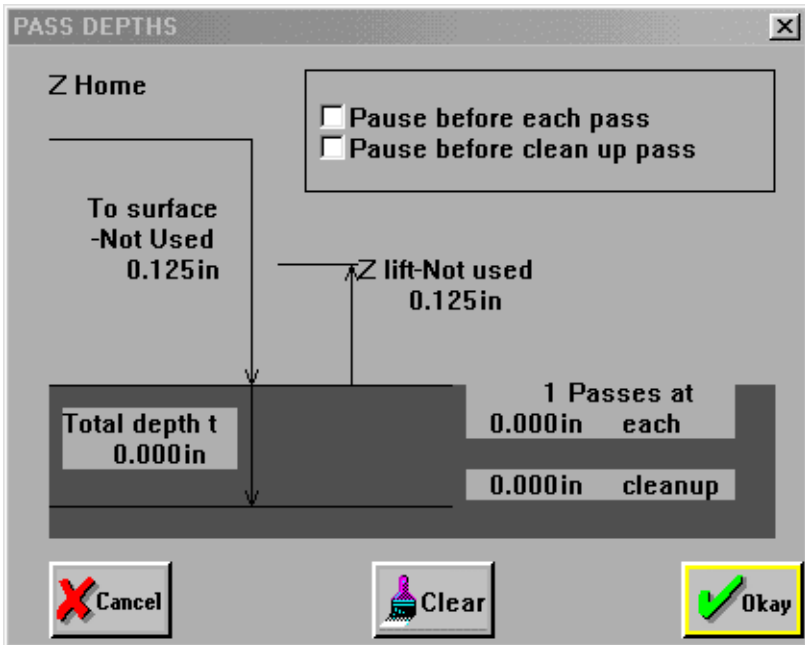 PASS DEPTHS
Z Home
Pause before each pass
Pause before clean up pass
To surface
-Not Used
0.125in
Z lift-Not used
0.125in
Total depth t
0.000in
1 Passes at
0.000in each
0.000in cleanup
Cancel
Clear
Okay